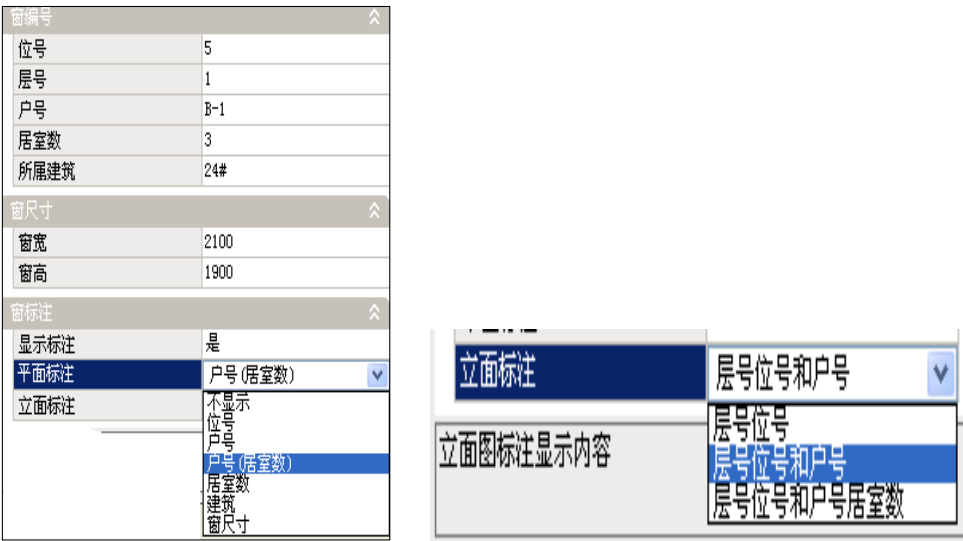 窗编号
位号 5
层号 1
户号 B-1
居室数 3
所属建筑 24#
窗尺寸
窗宽 2100
窗高 1900
窗标注
显示标注 是
平面标注 户号(居室数)
立面标注
不显示
位号
户号
户号(居室数)
居室数
建筑
窗尺寸
立面标注 层号位号和户号
层号位号
层号位号和户号
层号位号和户号居室数
立面图标注显示内容